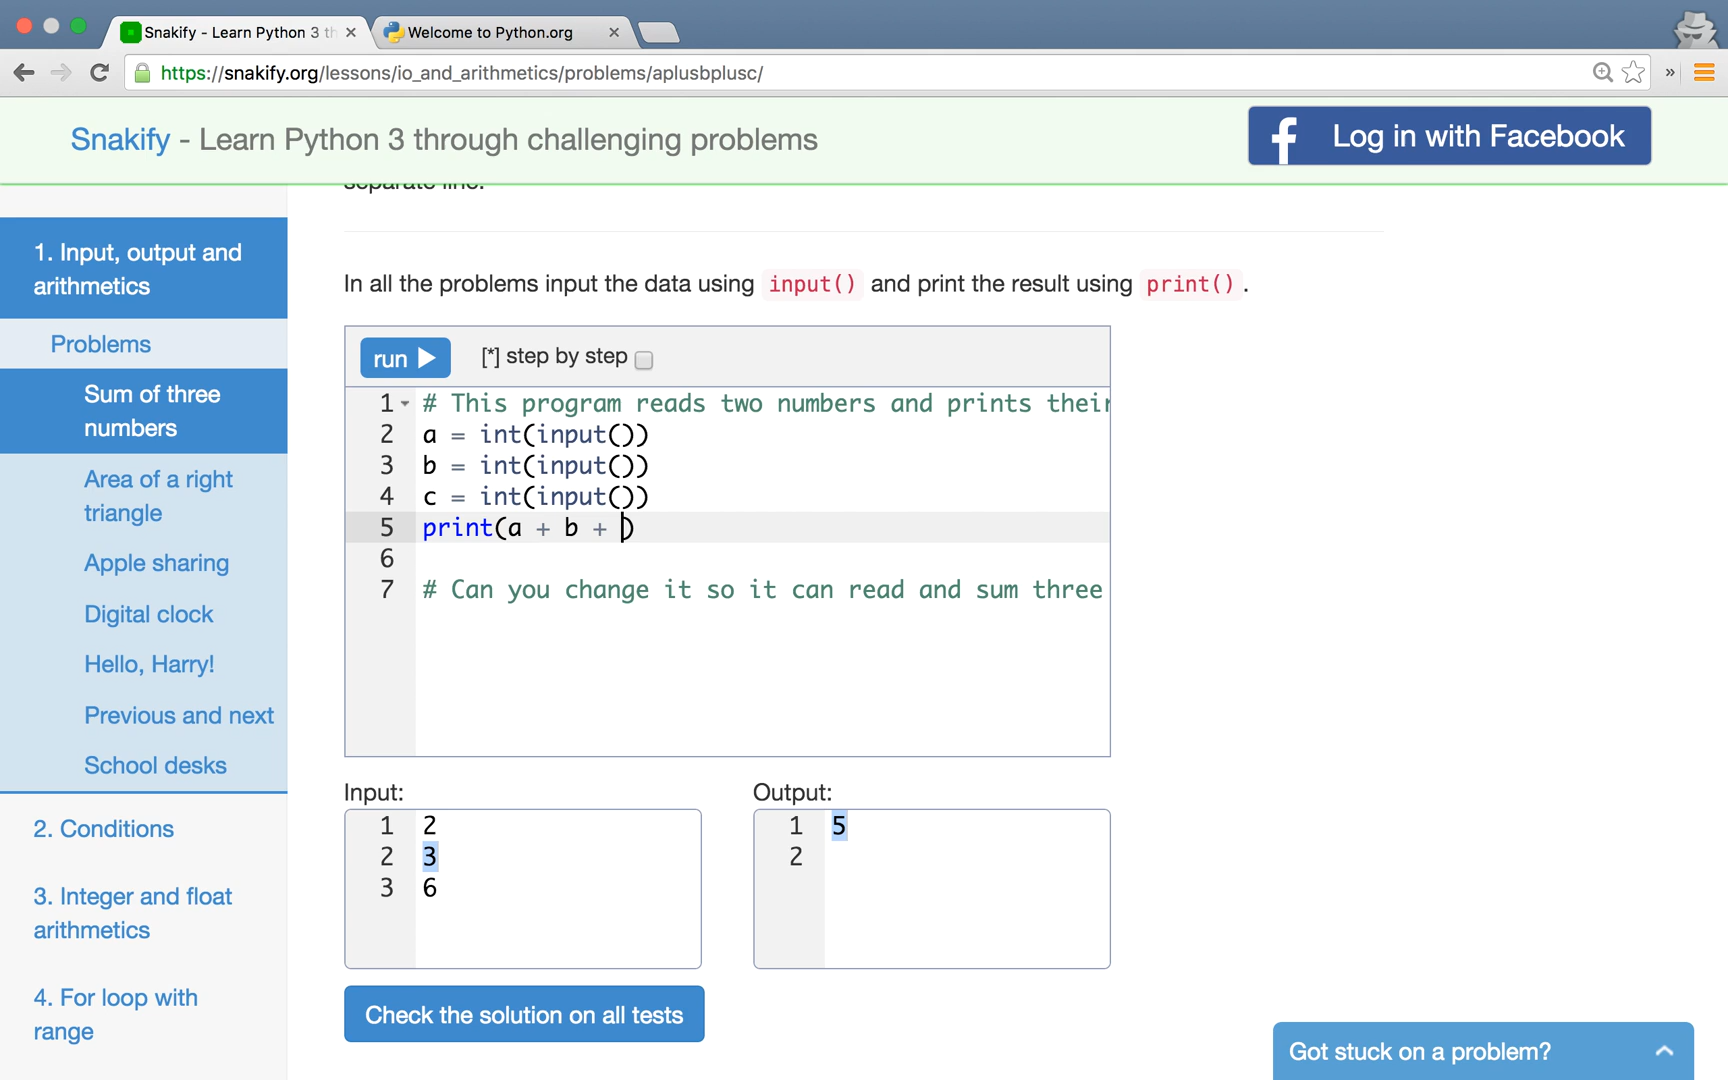 Snakify - Learn Python 3 th
Welcome to Python.org
https://snakify.org/lessons/io_and_arithmetics/problems/aplusbplusc/
»
Snakify - Learn Python 3 through challenging problems
f Log in with Facebook
separate line.
1. Input, output and
arithmetics
Problems
Sum of three
numbers
Area of a right
triangle
Apple sharing
Digital clock
Hello, Harry!
Previous and next
School desks
2. Conditions
3. Integer and float
arithmetics
4. For loop with
range
In all the problems input the data using input() and print the result using print().
run [*] step by step
1 # This program reads two numbers and prints their
2 a = int(input())
3 b = int(input())
4 c = int(input())
5 print(a + b + )
6
7 # Can you change it so it can read and sum three
Input:
1 2
2 3
3 6
Output:
1 5
2
Check the solution on all tests
Got stuck on a problem?